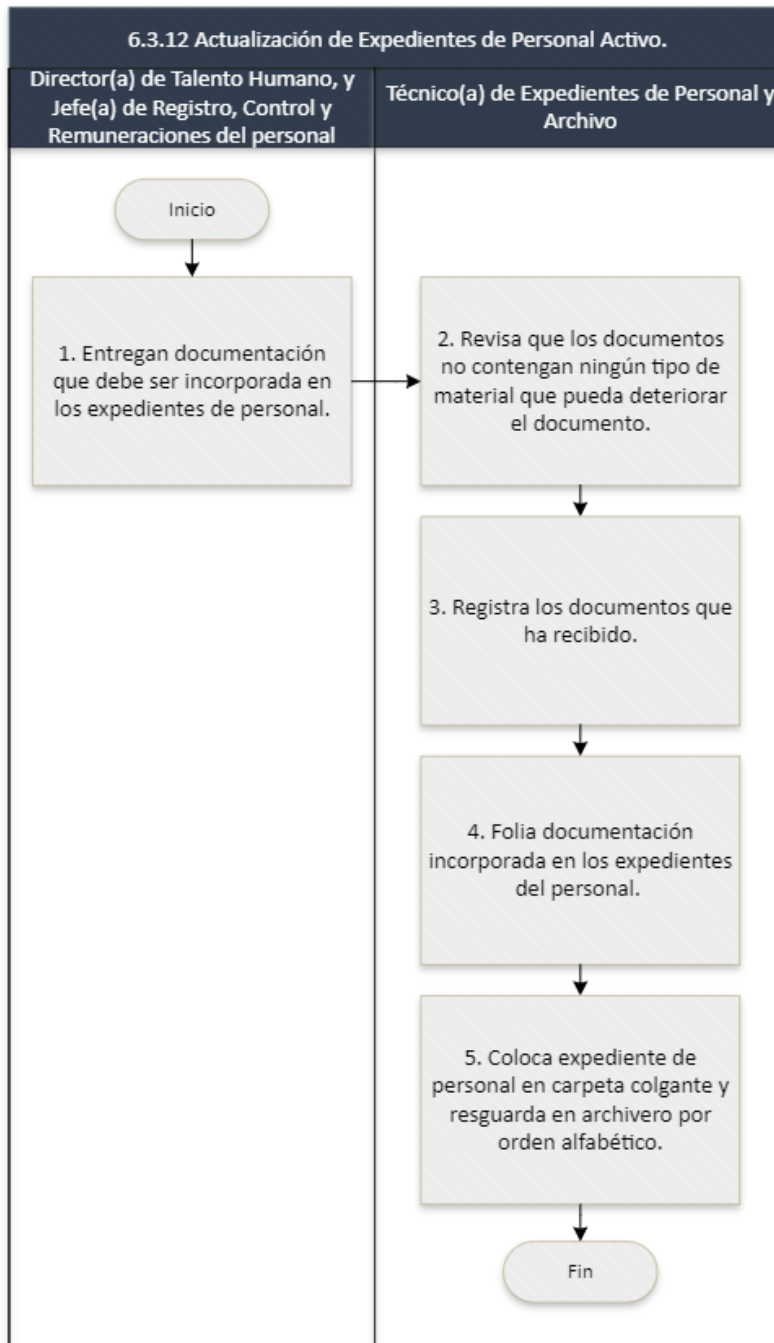 6.3.12 Actualización de Expedientes de Personal Activo.
Director(a) de Talento Humano, y
Jefe(a) de Registro, Control y
Remuneraciones del personal
Técnico(a) de Expedientes de Personal y
Archivo
Inicio
1. Entregan documentación
que debe ser incorporada en
los expedientes de personal.
2. Revisa que los documentos
no contengan ningún tipo de
material que pueda deteriorar
el documento.
3. Registra los documentos que
ha recibido.
4. Folia documentación
incorporada en los expedientes
del personal.
5. Coloca expediente de
personal en carpeta colgante y
resguarda en archivero por
orden alfabético.
Fin